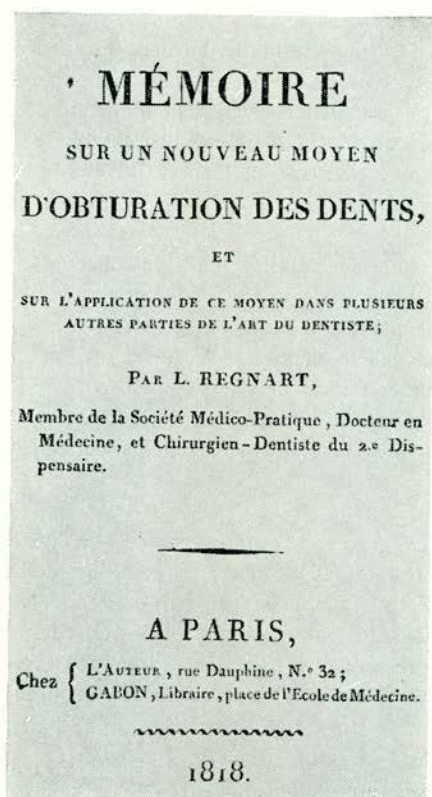 MÉMOIRE
SUR UN NOUVEAU MOYEN
D'OBTURATION DES DENTS,
ET
SUR L'APPLICATION DE CE MOYEN DANS PLUSIEURS
AUTRES PARTIES DE L'ART DU DENTISTE;
PAR L. REGNART,
Membre de la Société Médico-Pratique, Docteur en
Médecine, et Chirurgien-Dentiste du 2.e Dis-
pensaire.
A PARIS,
Chez { L'AUTEUR, rue Dauphine, N.° 32;
GABON, Libraire, place de l'Ecole de Médecine.
1818.